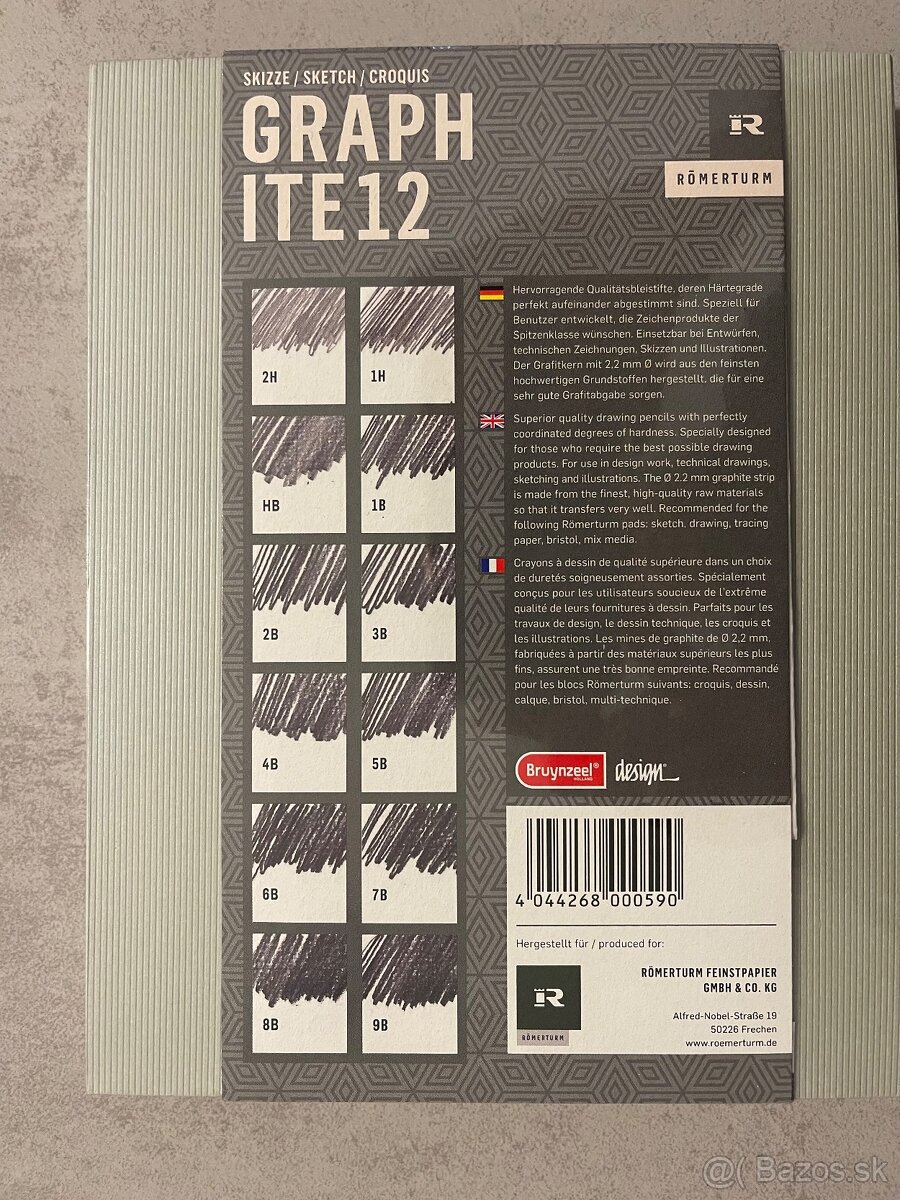 SKIZZE / SKETCH / CROQUIS
GRAPH
ITE12
R
RŌMERTURM
2H
1H
HB
1B
2B
3B
4B
5B
6B
7B
8B
9B
Hervorragende Qualitätsbleistifte, deren Härtegrade
perfekt aufeinander abgestimmt sind. Speziell für
Benutzer entwickelt, die Zeichenprodukte der
Spitzenklasse wünschen. Einsetzbar bei Entwürfen,
technischen Zeichnungen, Skizzen und Illustrationen.
Der Grafitkern mit 2,2 mm Ø wird aus den feinsten
hochwertigen Grundstoffen hergestellt, die für eine
sehr gute Grafitabgabe sorgen.
Superior quality drawing pencils with perfectly
coordinated degrees of hardness. Specially designed
for those who require the best possible drawing
products. For use in design work, technical drawings,
sketching and illustrations. The Ø 2.2 mm graphite strip
is made from the finest, high-quality raw materials
so that it transfers very well. Recommended for the
following Römerturm pads: sketch. drawing, tracing
paper, bristol, mix media.
Crayons à dessin de qualité supérieure dans un choix
de duretés soigneusement assorties. Spécialement
conçus pour les utilisateurs soucieux de l'extrême
qualité de leurs fournitures à dessin. Parfaits pour les
travaux de design, le dessin technique, les croquis et
les illustrations. Les mines de graphite de Ø 2,2 mm,
fabriquées à partir des matériaux supérieurs les plus
fins, assurent une très bonne empreinte. Recommandé
pour les blocs Römerturm suivants: croquis, dessin,
calque, bristol, multi-technique.
Bruynzeel® HOLLAND design®
4 044268 000590
Hergestellt für / produced for:
R
RŌMERTURM
RÖMERTURM FEINSTPAPIER
GMBH & CO. KG
Alfred-Nobel-Straße 19
50226 Frechen
www.roemerturm.de
@( Bazos.sk